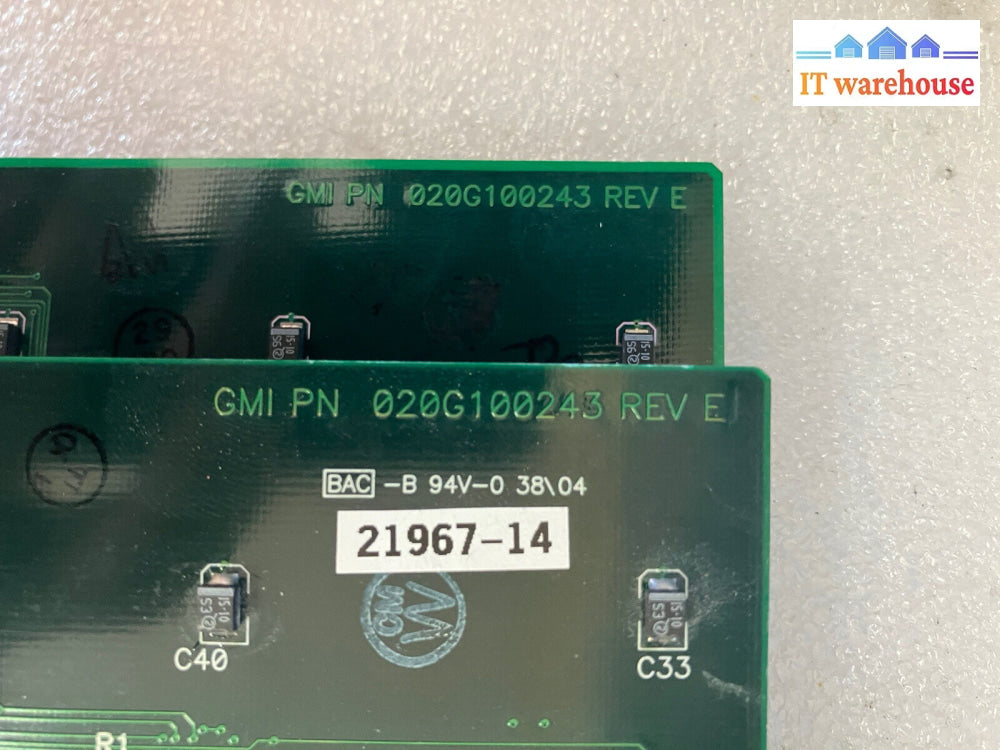 IT warehouse
GMI PN 020G100243 REV E
GMI PN 020G100243 REV E
BAC -B 94V-0 38\04
21967-14
GMI
C40
C33
R1